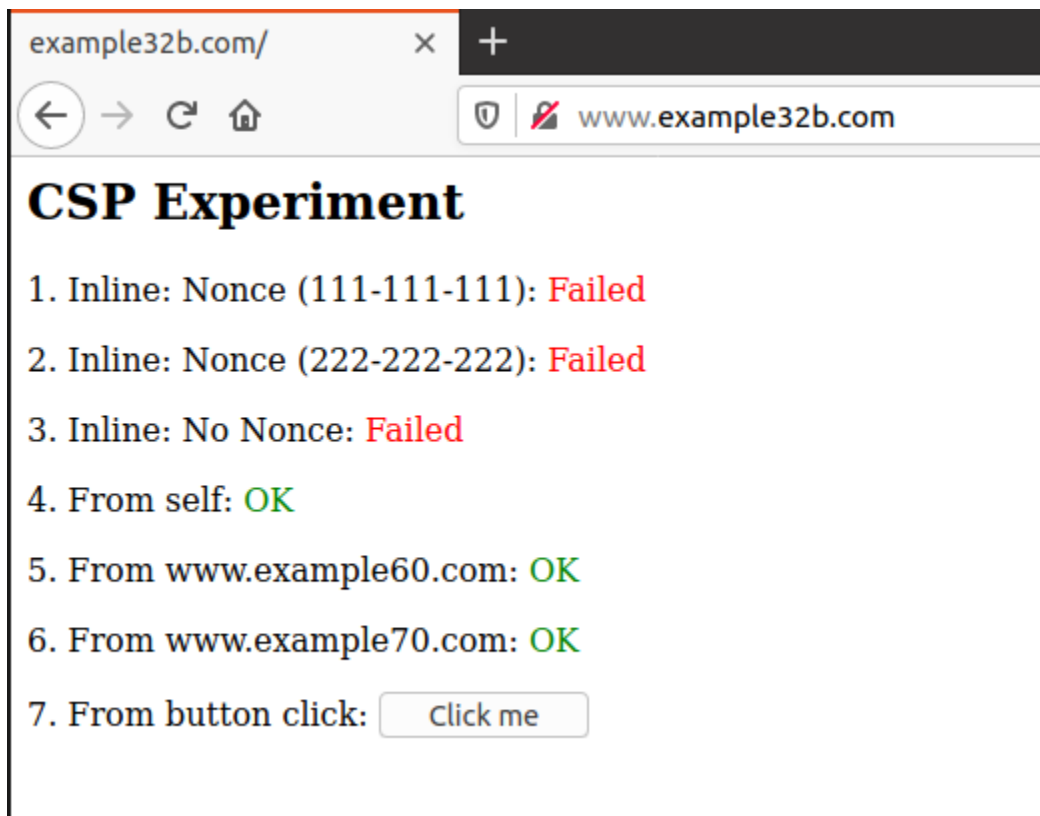 example32b.com/
www.example32b.com
CSP Experiment
1. Inline: Nonce (111-111-111): Failed
2. Inline: Nonce (222-222-222): Failed
3. Inline: No Nonce: Failed
4. From self: OK
5. From www.example60.com: OK
6. From www.example70.com: OK
7. From button click: Click me